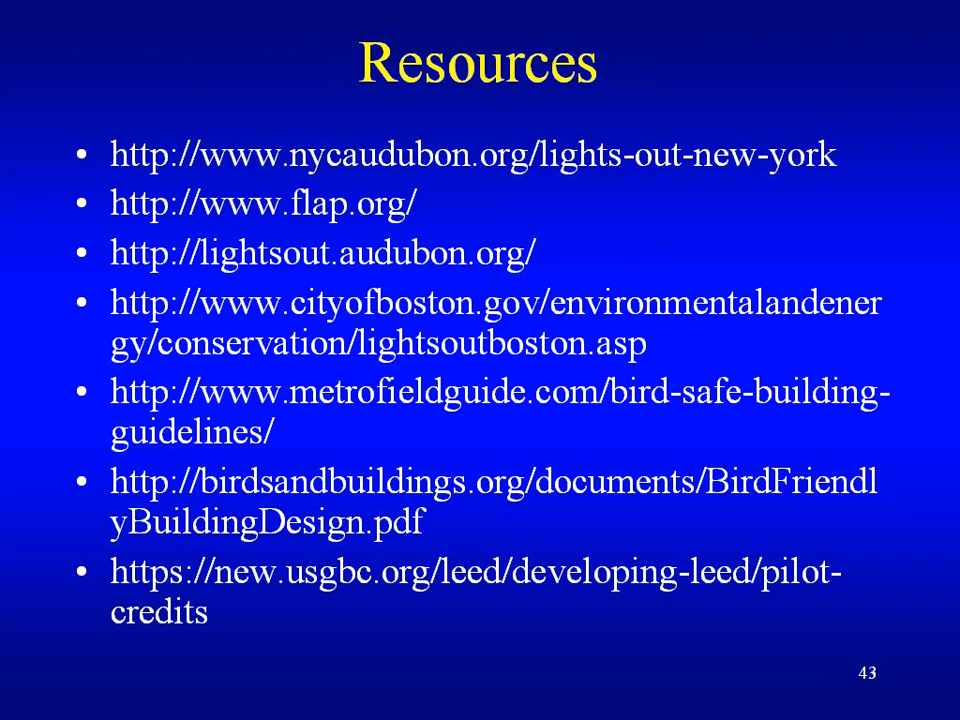 Resources
• http://www.nycaudubon.org/lights-out-new-york
• http://www.flap.org/
• http://lightsout.audubon.org/
• http://www.cityofboston.gov/environmentalandener
gy/conservation/lightsoutboston.asp
• http://www.metrofieldguide.com/bird-safe-building-
guidelines/
• http://birdsandbuildings.org/documents/BirdFriendl
yBuildingDesign.pdf
• https://new.usgbc.org/leed/developing-leed/pilot-
credits
43